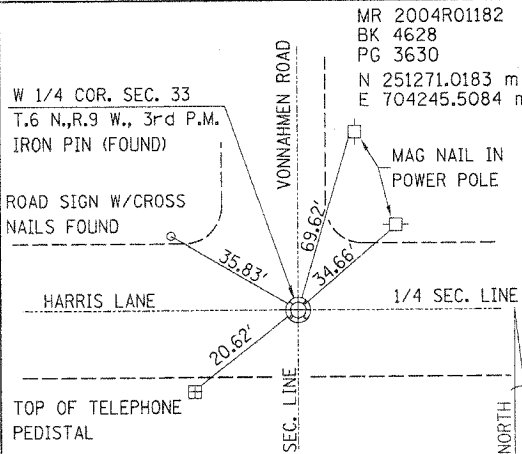 MR 2004R01182
BK 4628
PG 3630
N 251271.0183 m
E 704245.5084 m
W 1/4 COR. SEC. 33
T.6 N.,R.9 W., 3rd P.M.
IRON PIN (FOUND)
VONNAHMEN ROAD
MAG NAIL IN
POWER POLE
ROAD SIGN W/CROSS
NAILS FOUND
69.62'
35.83'
34.66'
HARRIS LANE
1/4 SEC. LINE
20.62'
TOP OF TELEPHONE
PEDISTAL
SEC. LINE
NORTH